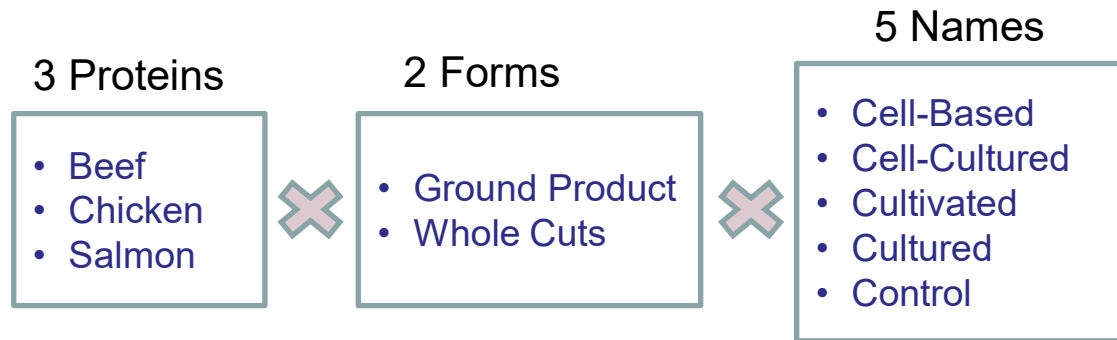 3 Proteins
• Beef
• Chicken
• Salmon
2 Forms
• Ground Product
• Whole Cuts
5 Names
• Cell-Based
• Cell-Cultured
• Cultivated
• Cultured
• Control